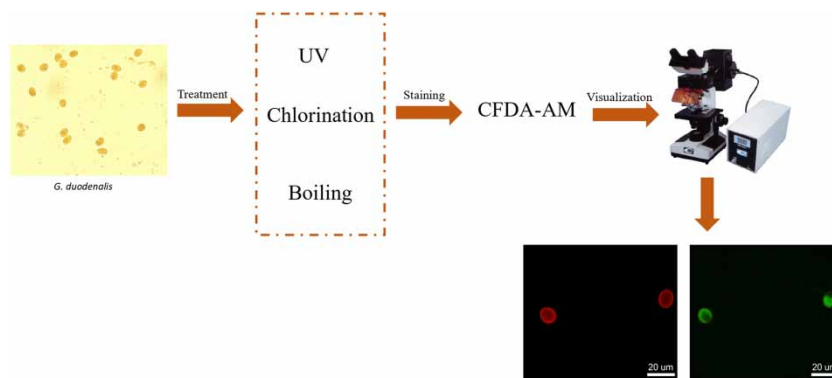 UV
Treatment
Staining
Visualization
Chlorination
CFDA-AM
G. duodenalis
Boiling
20 um
20 um